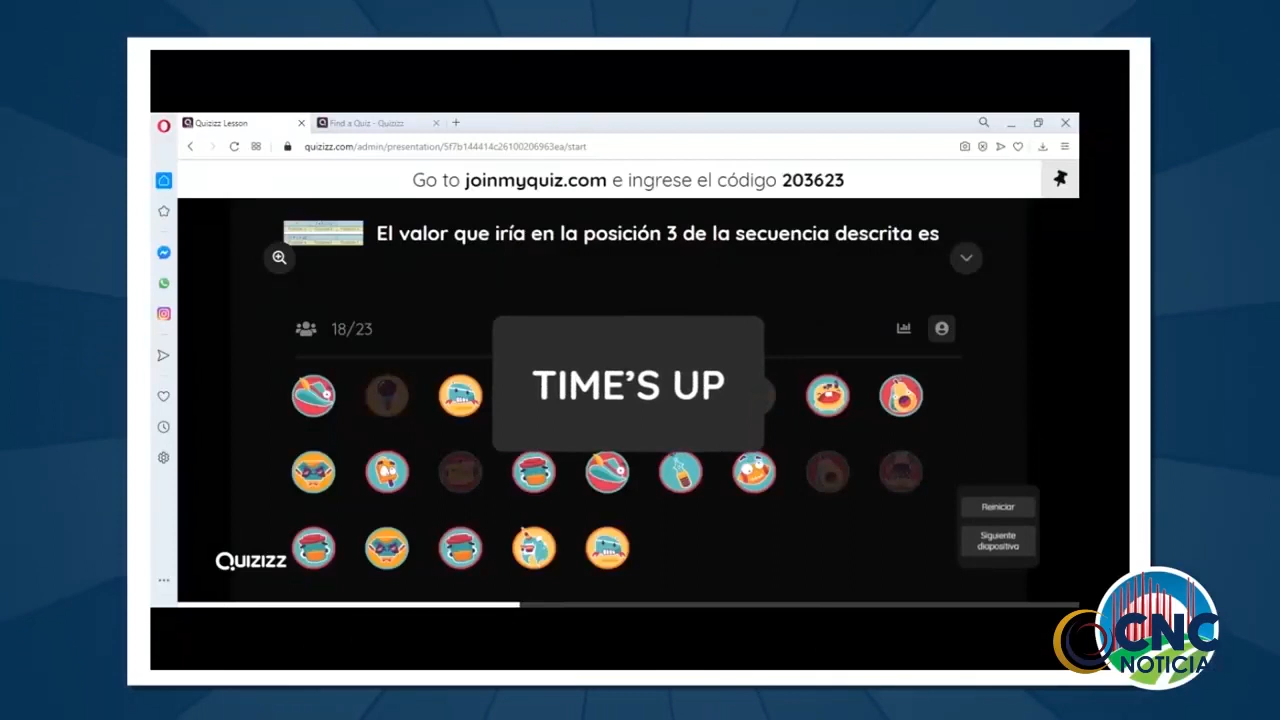 Quizizz Lesson
Find a Quiz - Quizizz
quizizz.com/admin/presentation/5f7b144414c26100206963ea/start
Go to joinmyquiz.com e ingrese el código 203623
El valor que iría en la posición 3 de la secuencia descrita es
18/23
TIME'S UP
Reiniciar
Siguiente
diapositiva
Quizizz
CNC
NOTICIA